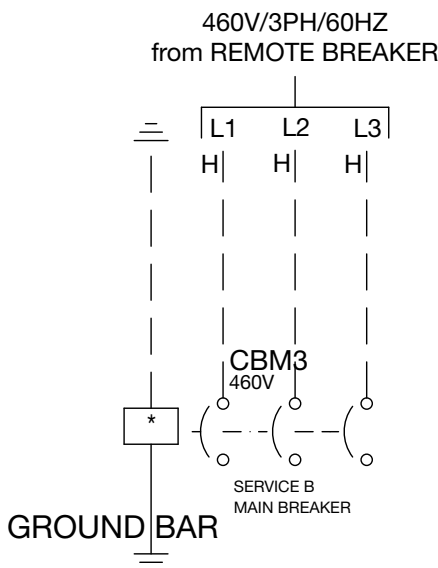 460V/3PH/60HZ
from REMOTE BREAKER
L1 L2 L3
H H H
CBM3
460V
*
SERVICE B
MAIN BREAKER
GROUND BAR